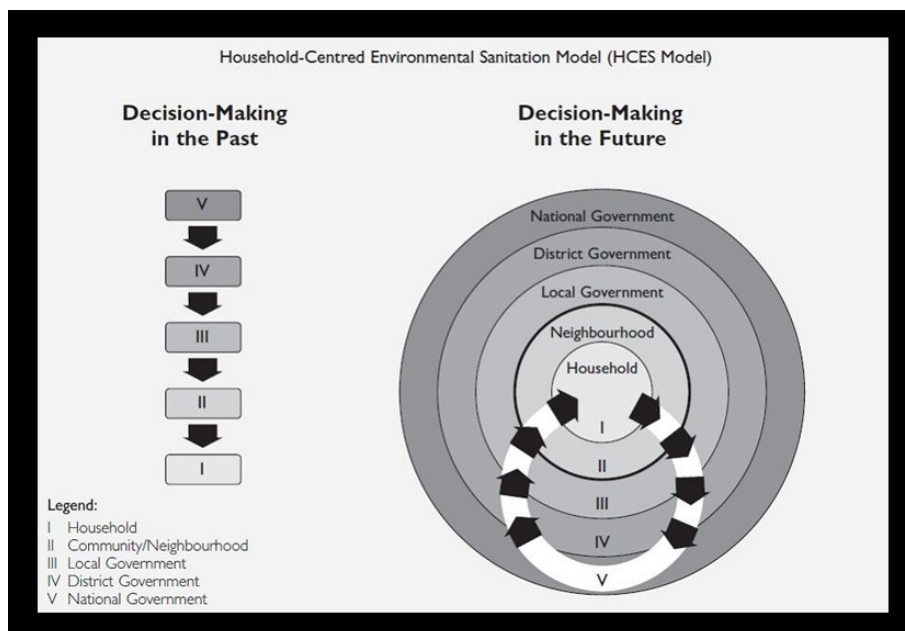 Household-Centred Environmental Sanitation Model (HCES Model)
Decision-Making
in the Past
V
IV
III
II
I
Legend:
I Household
II Community/Neighbourhood
III Local Government
IV District Government
V National Government
Decision-Making
in the Future
National Government
District Government
Local Government
Neighbourhood
Household
I
II
III
IV
V